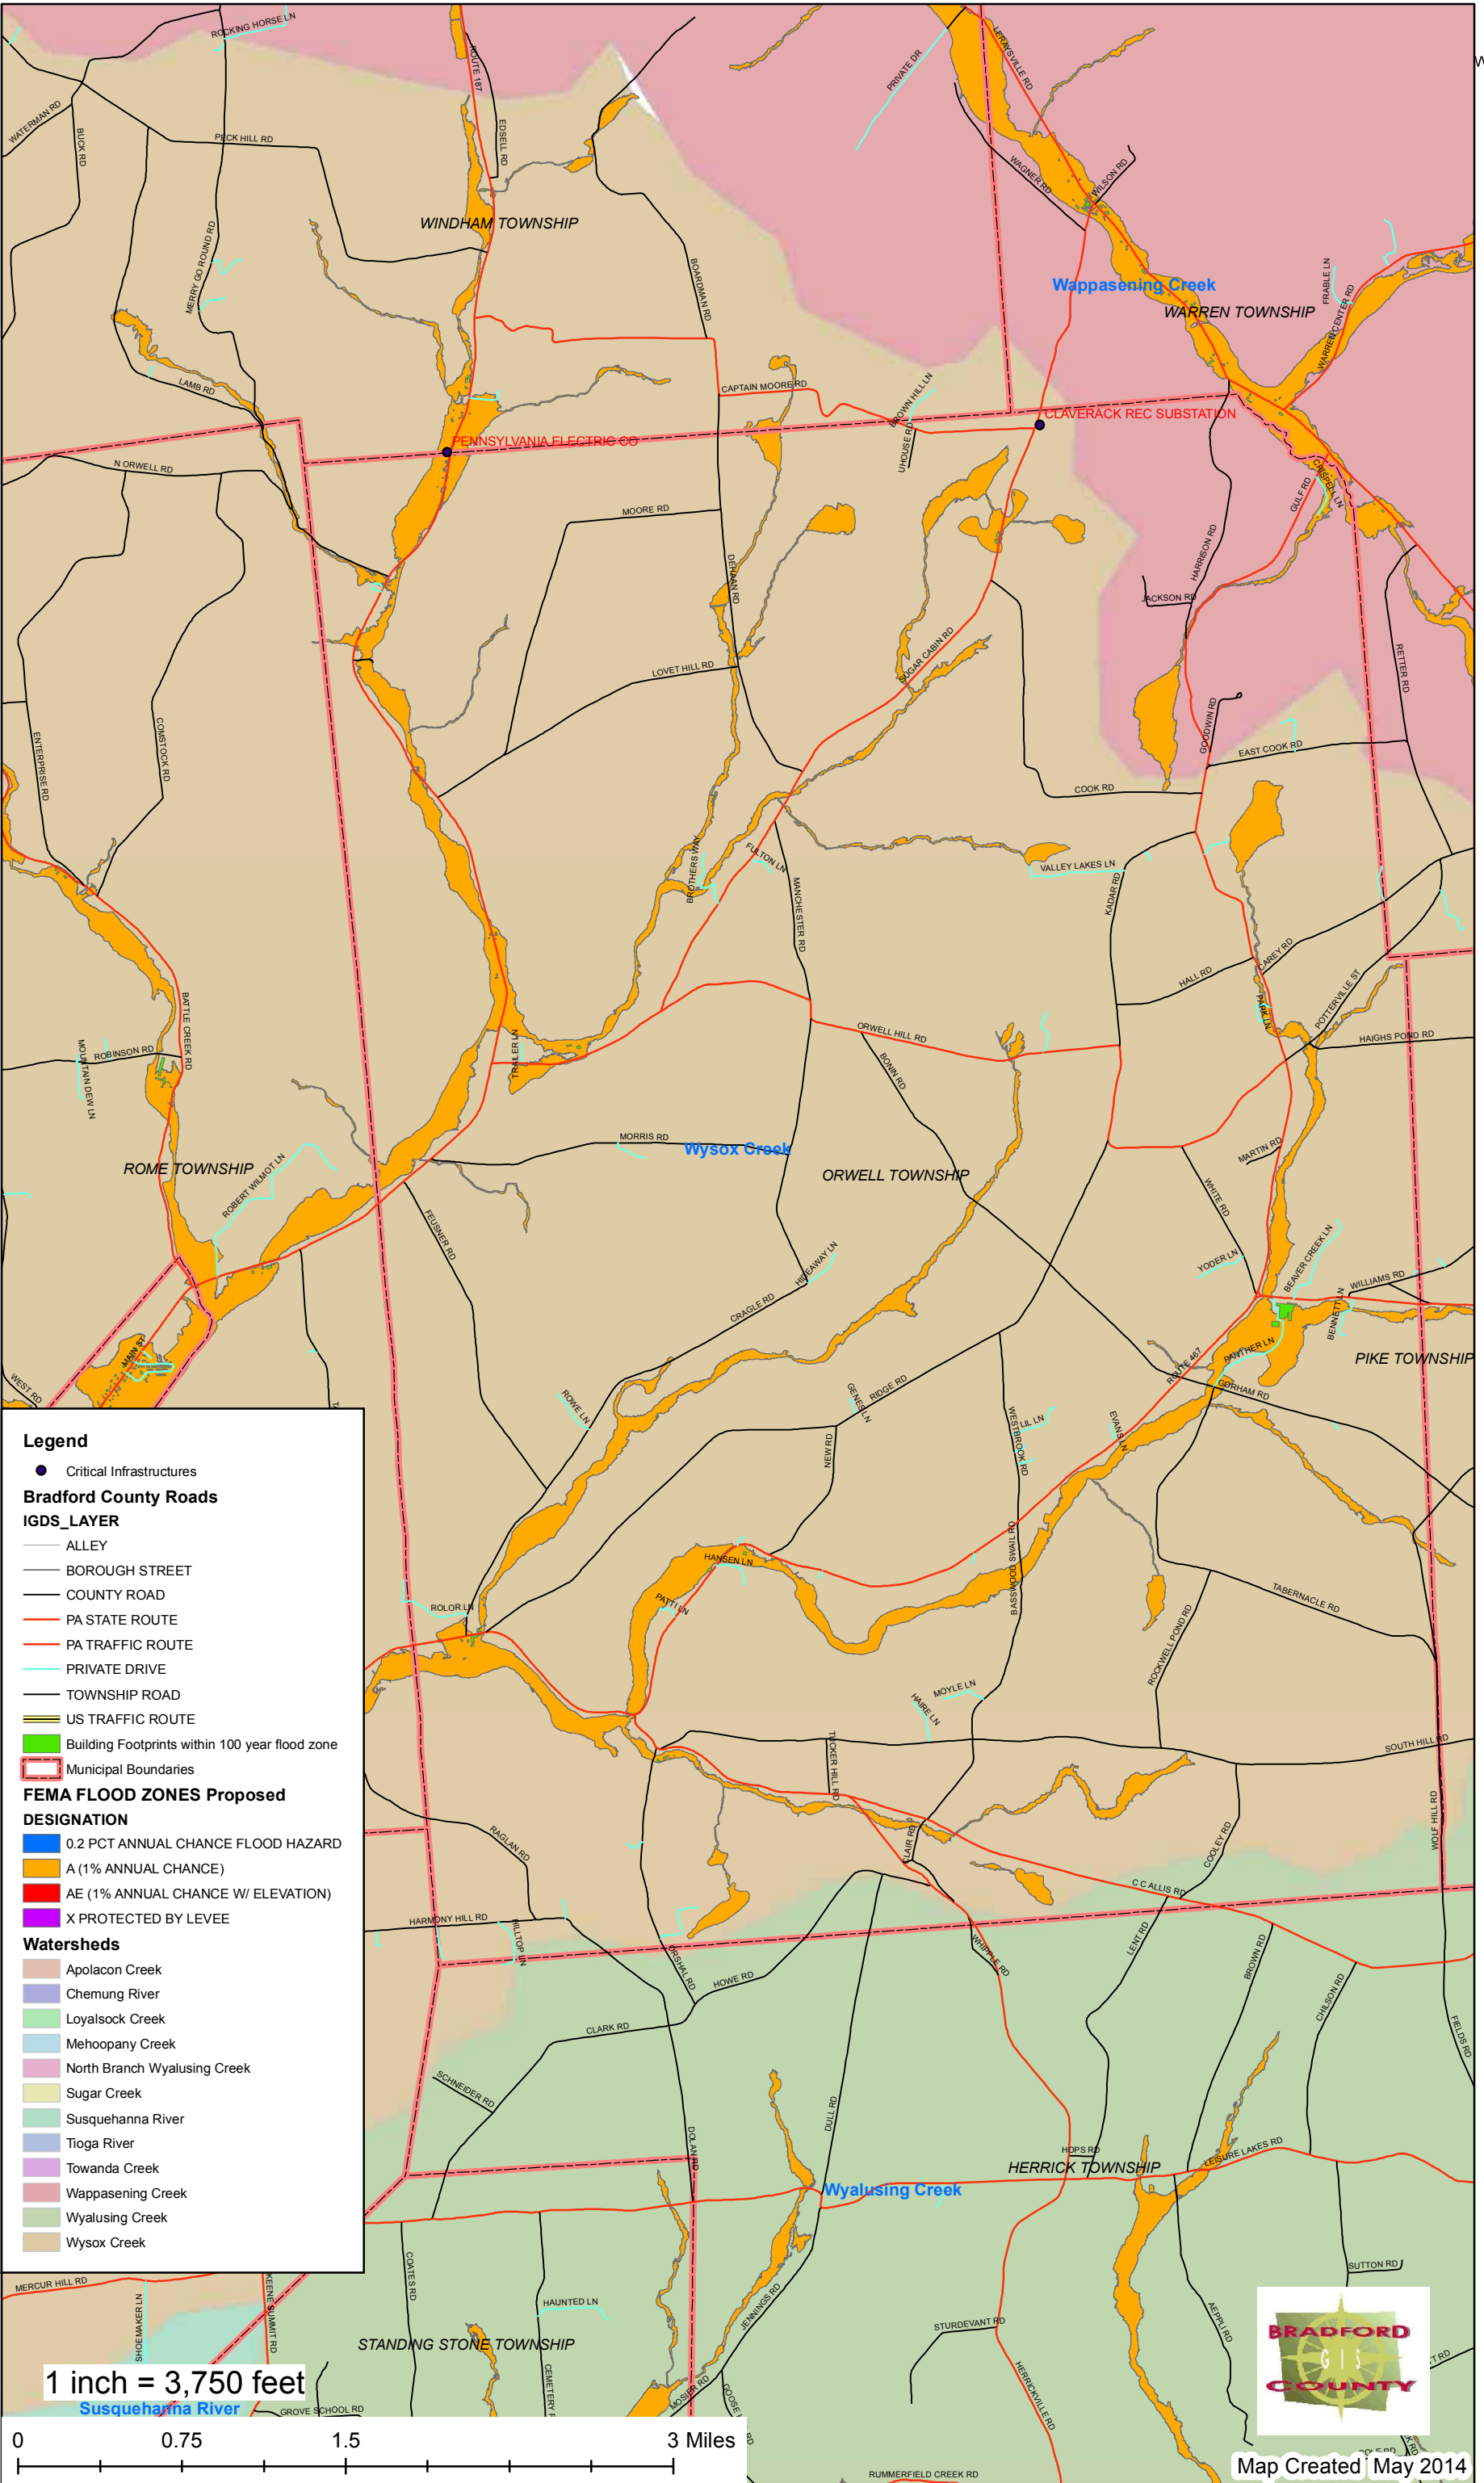 ROCKING HORSE LN
ROUTE 187
LERAYSVILLE RD
PRIVATE DR
W
WATERMAN RD
BUCK RD
PECK HILL RD
EDSELL RD
WAGNER RD
WILSON RD
WINDHAM TOWNSHIP
MERRY GO ROUND RD
BOARDMAN RD
Wappasening Creek
FRABLE LN
WARREN TOWNSHIP
WARREN CENTER RD
LAMB RD
CAPTAIN MOORE RD
BROWN HILL LN
CLAVERACK REC SUBSTATION
PENNSYLVANIA ELECTRIC CO
UHOUSE RD
N ORWELL RD
CRISPELL LN
GULF RD
MOORE RD
HARRISON RD
DEHAAN RD
JACKSON RD
SUGAR CABIN RD
LOVET HILL RD
RETTER RD
GOODWIN RD
COMSTOCK RD
ENTERPRISE RD
EAST COOK RD
COOK RD
BROTHERS WAY
FULTON LN
VALLEY LAKES LN
KADAR RD
MANCHESTER RD
CAREY RD
HALL RD
POTTERVILLE ST
PARK LN
BATTLE CREEK RD
ORWELL HILL RD
HAIGHS POND RD
ROBINSON RD
TRAILER LN
MOUNTAIN DEW LN
BONIN RD
MORRIS RD
Wysox Creek
MARTIN RD
ROME TOWNSHIP
ORWELL TOWNSHIP
ROBERT WILMOT LN
WHITE RD
FEUSNER RD
HIDEAWAY LN
YODER LN
BEAVER CREEK LN
WILLIAMS RD
CRAGLE RD
BENNETT LN
MAIN ST
PANTHER LN
PIKE TOWNSHIP
ROUTE 467
WEST RD
GORHAM RD
ROWE LN
GENES LN
RIDGE RD
LIL LN
WESTBROOK RD
EVANS LN
NEW RD
Legend
Critical Infrastructures
Bradford County Roads
IGDS_LAYER
ALLEY
BOROUGH STREET
COUNTY ROAD
PA STATE ROUTE
PA TRAFFIC ROUTE
PRIVATE DRIVE
TOWNSHIP ROAD
US TRAFFIC ROUTE
Building Footprints within 100 year flood zone
Municipal Boundaries
FEMA FLOOD ZONES Proposed
DESIGNATION
0.2 PCT ANNUAL CHANCE FLOOD HAZARD
A (1% ANNUAL CHANCE)
AE (1% ANNUAL CHANCE W/ ELEVATION)
X PROTECTED BY LEVEE
Watersheds
Apolacon Creek
Chemung River
Loyalsock Creek
Mehoopany Creek
North Branch Wyalusing Creek
Sugar Creek
Susquehanna River
Tioga River
Towanda Creek
Wappasening Creek
Wyalusing Creek
Wysox Creek
HANSEN LN
BASSWOOD SWAIL RD
PATTI LN
TABERNACLE RD
ROLOR LN
ROCKWELL POND RD
MOYLE LN
HAIRE LN
TUCKER HILL RD
SOUTH HILL RD
WOLF HILL RD
RAGLAN RD
CLAIR RD
COOLEY RD
C C ALLIS RD
HARMONY HILL RD
HILLTOP LN
ORSHAL RD
HOWE RD
WHIPPLE RD
LENT RD
BROWN RD
CHILSON RD
CLARK RD
FIELDS RD
SCHNEIDER RD
DULL RD
DOLAN RD
HOPS RD
LEISURE LAKES RD
HERRICK TOWNSHIP
Wyalusing Creek
COATES RD
SUTTON RD
MERCUR HILL RD
KEENE SUMMIT RD
SHOEMAKER LN
HAUNTED LN
JENNINGS RD
STURDEVANT RD
AEPPLI RD
STANDING STONE TOWNSHIP
HERRICKVILLE RD
MOSIER RD
BRADFORD
GIS
COUNTY
1 inch = 3,750 feet
Susquehanna River
GROVE SCHOOL RD
0 0.75 1.5 3 Miles
RUMMERFIELD CREEK RD
Map Created May 2014